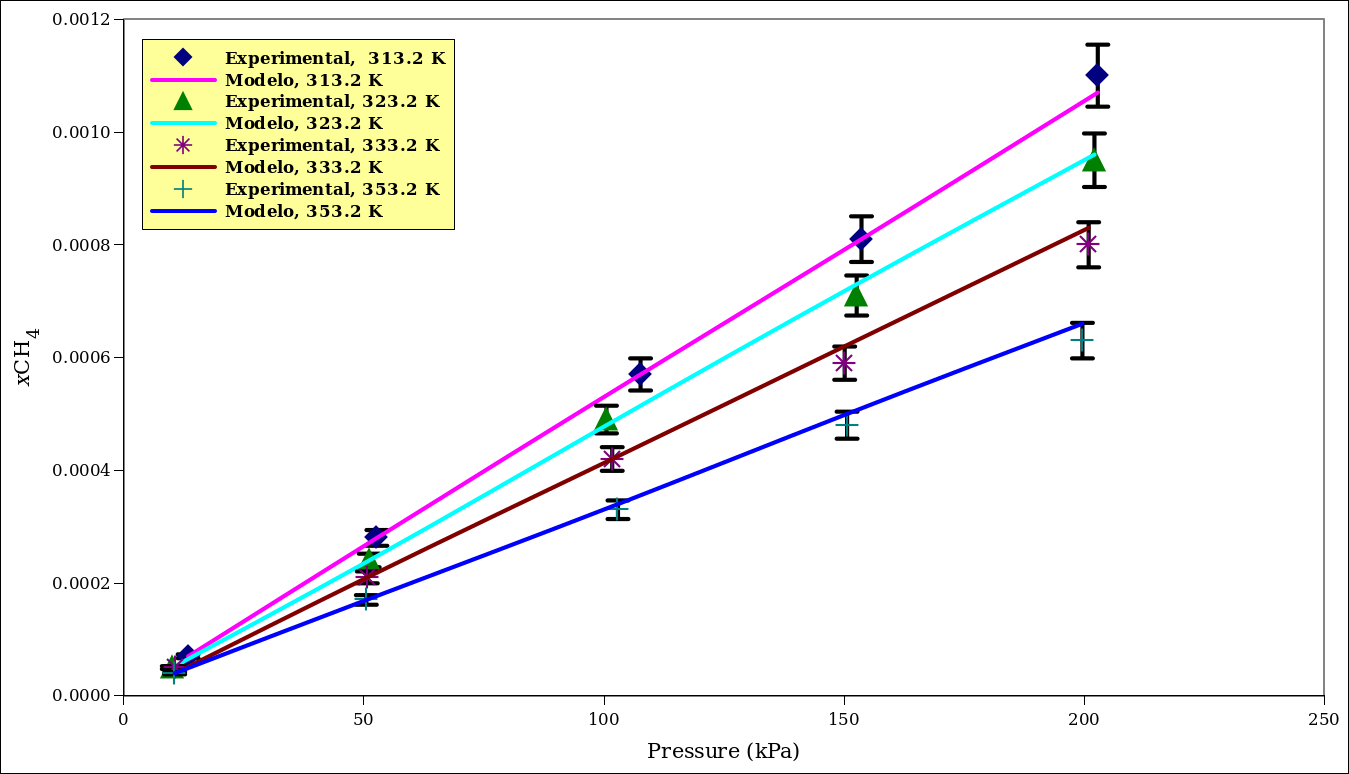 0.0012
0.0010
0.0008
0.0006
0.0004
0.0002
0.0000
xCH4
Experimental,  313.2 K
Modelo, 313.2 K
Experimental, 323.2 K
Modelo, 323.2 K
Experimental, 333.2 K
Modelo, 333.2 K
Experimental, 353.2 K
Modelo, 353.2 K
0 50 100 150 200 250
Pressure (kPa)